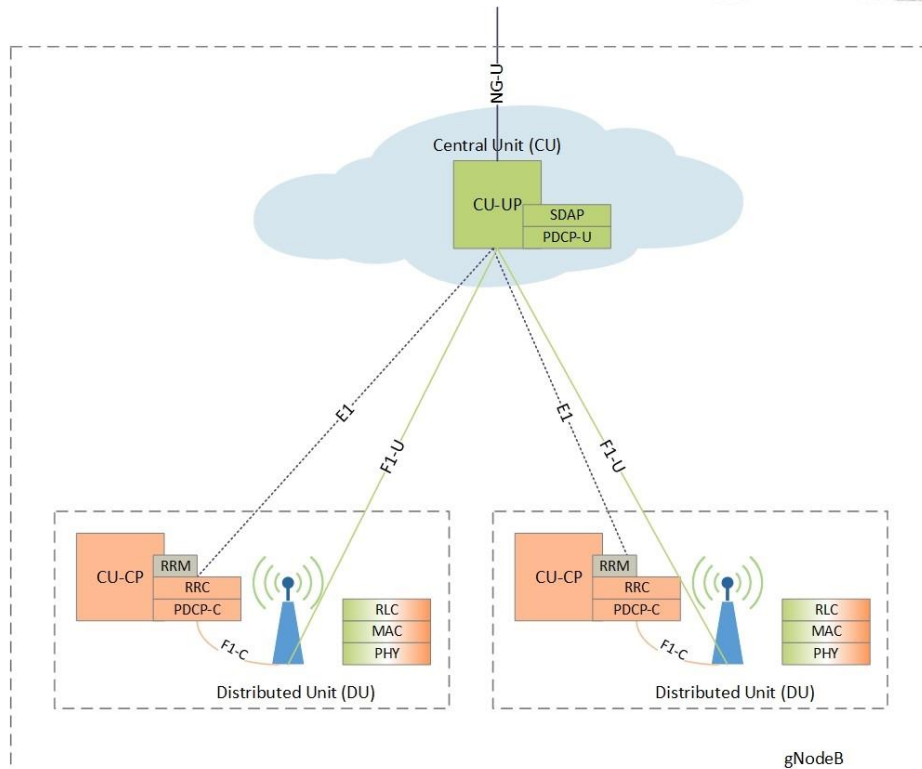 NG-U
Central Unit (CU)
CU-UP
SDAP
PDCP-U
E1
F1-U
E1
F1-U
CU-CP
RRM
RRC
PDCP-C
F1-C
RLC
MAC
PHY
Distributed Unit (DU)
CU-CP
RRM
RRC
PDCP-C
F1-C
RLC
MAC
PHY
Distributed Unit (DU)
gNodeB